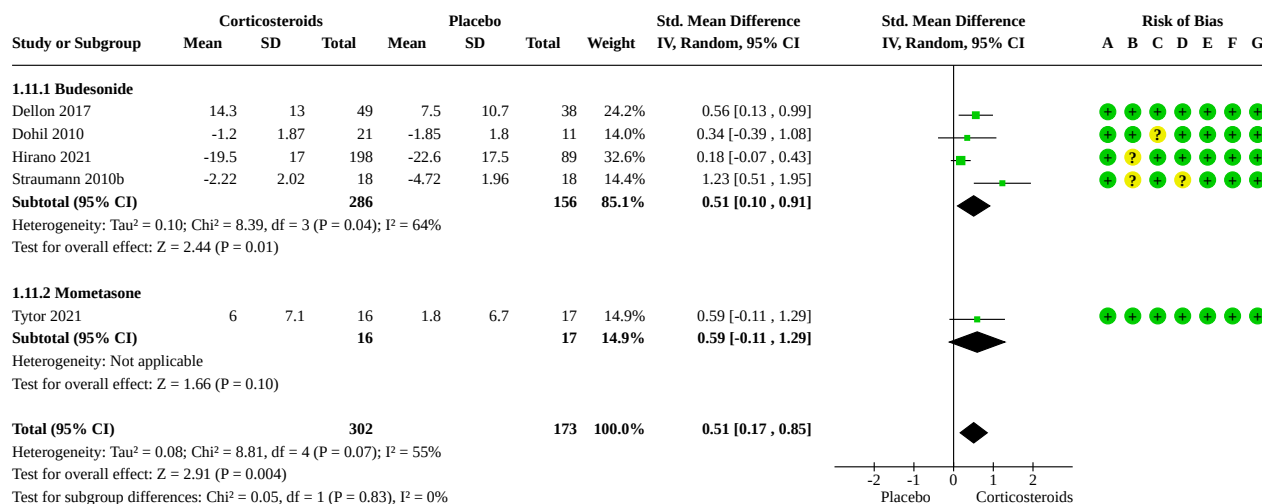 Corticosteroids Placebo Std. Mean Difference Std. Mean Difference Risk of Bias
Study or Subgroup Mean SD Total Mean SD Total Weight IV, Random, 95% CI IV, Random, 95% CI A B C D E F G
1.11.1 Budesonide
Dellon 2017 14.3 13 49 7.5 10.7 38 24.2% 0.56 [0.13 , 0.99] + + + + + + +
Dohil 2010 -1.2 1.87 21 -1.85 1.8 11 14.0% 0.34 [-0.39 , 1.08] + + ? + + + +
Hirano 2021 -19.5 17 198 -22.6 17.5 89 32.6% 0.18 [-0.07 , 0.43] + ? + + + + +
Straumann 2010b -2.22 2.02 18 -4.72 1.96 18 14.4% 1.23 [0.51 , 1.95] + ? + ? + + +
Subtotal (95% CI) 286 156 85.1% 0.51 [0.10 , 0.91]
Heterogeneity: Tau² = 0.10; Chi² = 8.39, df = 3 (P = 0.04); I² = 64%
Test for overall effect: Z = 2.44 (P = 0.01)
1.11.2 Mometasone
Tytor 2021 6 7.1 16 1.8 6.7 17 14.9% 0.59 [-0.11 , 1.29] + + + + + + +
Subtotal (95% CI) 16 17 14.9% 0.59 [-0.11 , 1.29]
Heterogeneity: Not applicable
Test for overall effect: Z = 1.66 (P = 0.10)
Total (95% CI) 302 173 100.0% 0.51 [0.17 , 0.85]
Heterogeneity: Tau² = 0.08; Chi² = 8.81, df = 4 (P = 0.07); I² = 55%
Test for overall effect: Z = 2.91 (P = 0.004)
-2 -1 0 1 2
Test for subgroup differences: Chi² = 0.05, df = 1 (P = 0.83), I² = 0% Placebo Corticosteroids